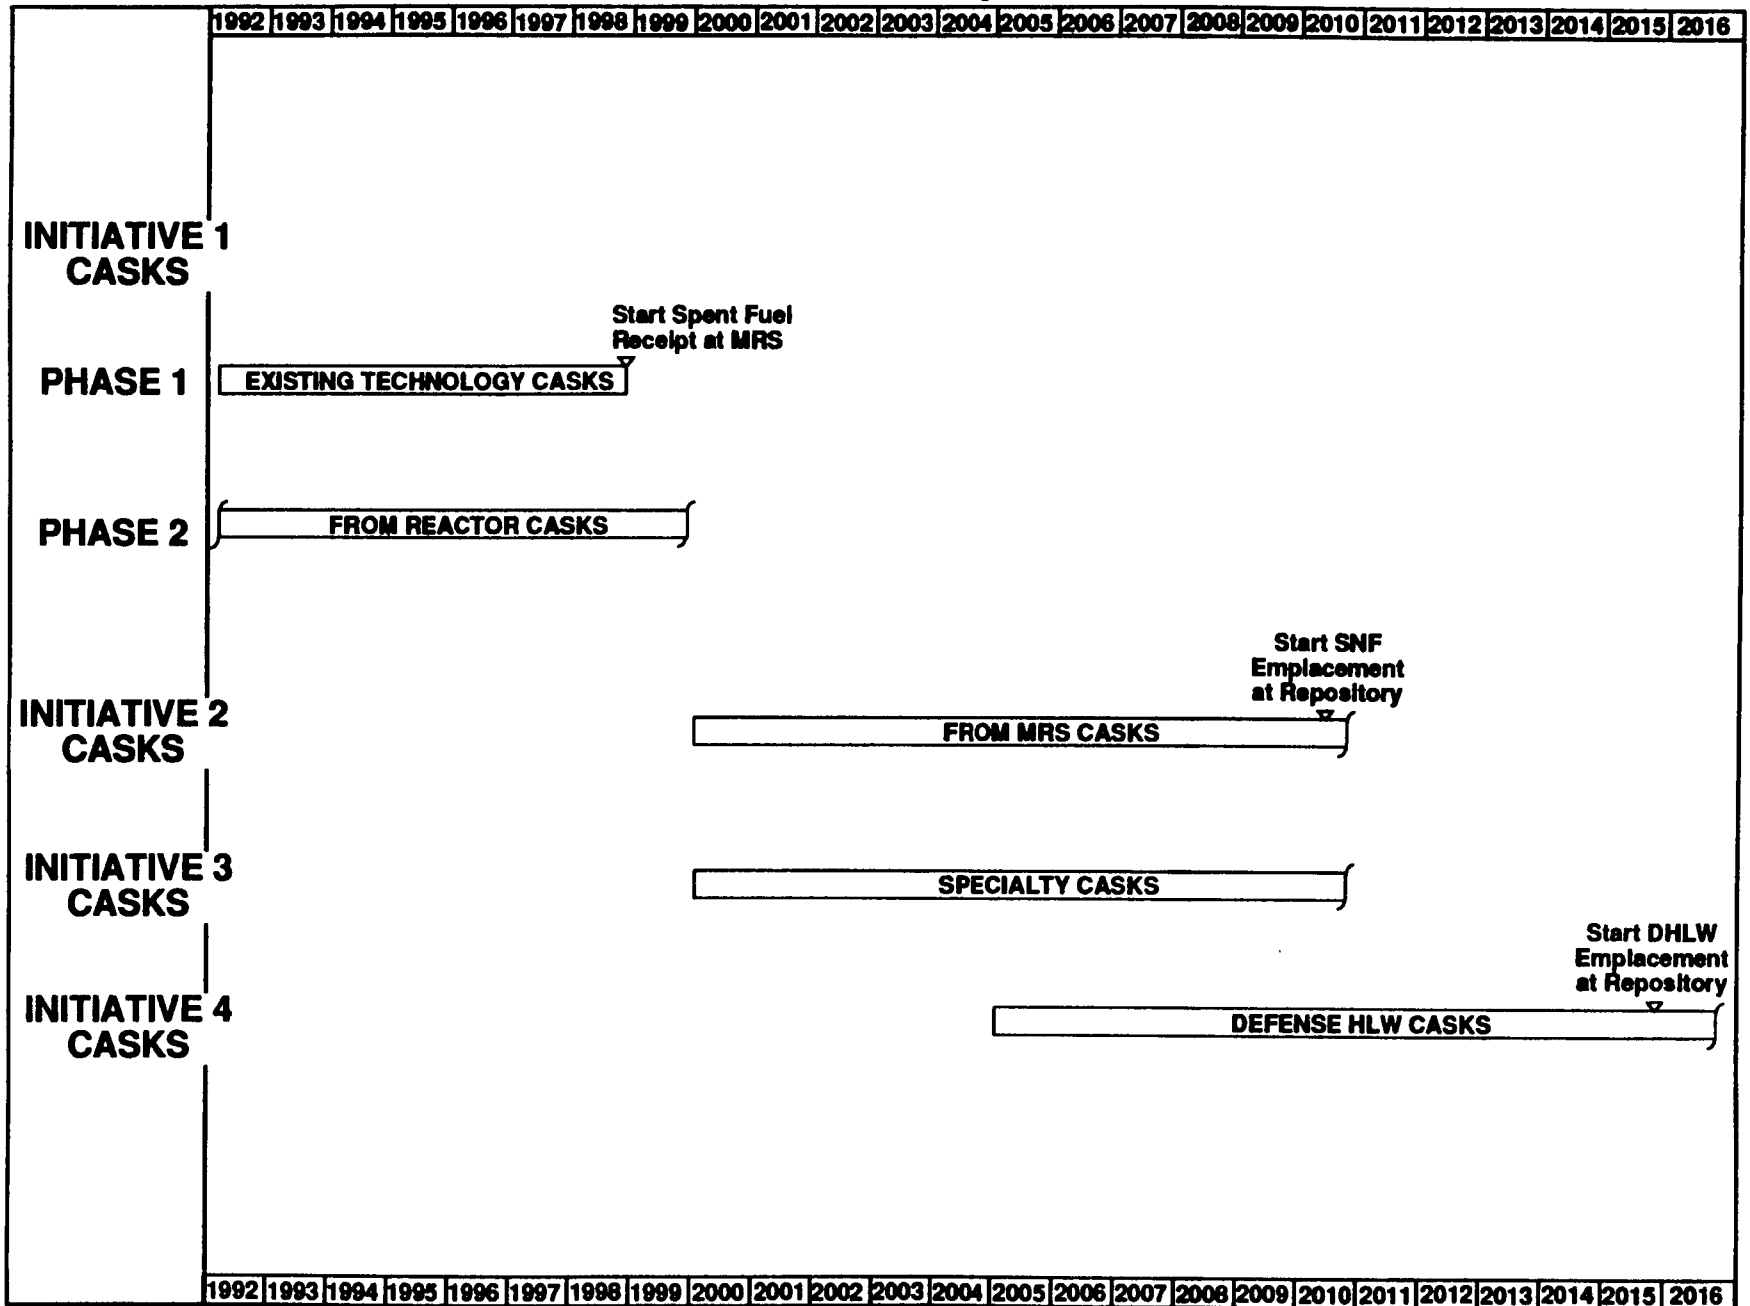 1992 1993 1994 1995 1996 1997 1998 1999 2000 2001 2002 2003 2004 2005 2006 2007 2008 2009 2010 2011 2012 2013 2014 2015 2016
INITIATIVE 1
CASKS
Start Spent Fuel
Receipt at MRS
PHASE 1
EXISTING TECHNOLOGY CASKS
PHASE 2
FROM REACTOR CASKS
Start SNF
Emplacement
at Repository
INITIATIVE 2
CASKS
FROM MRS CASKS
INITIATIVE 3
CASKS
SPECIALTY CASKS
Start DHLW
Emplacement
at Repository
INITIATIVE 4
CASKS
DEFENSE HLW CASKS
1992 1993 1994 1995 1996 1997 1998 1999 2000 2001 2002 2003 2004 2005 2006 2007 2008 2009 2010 2011 2012 2013 2014 2015 2016